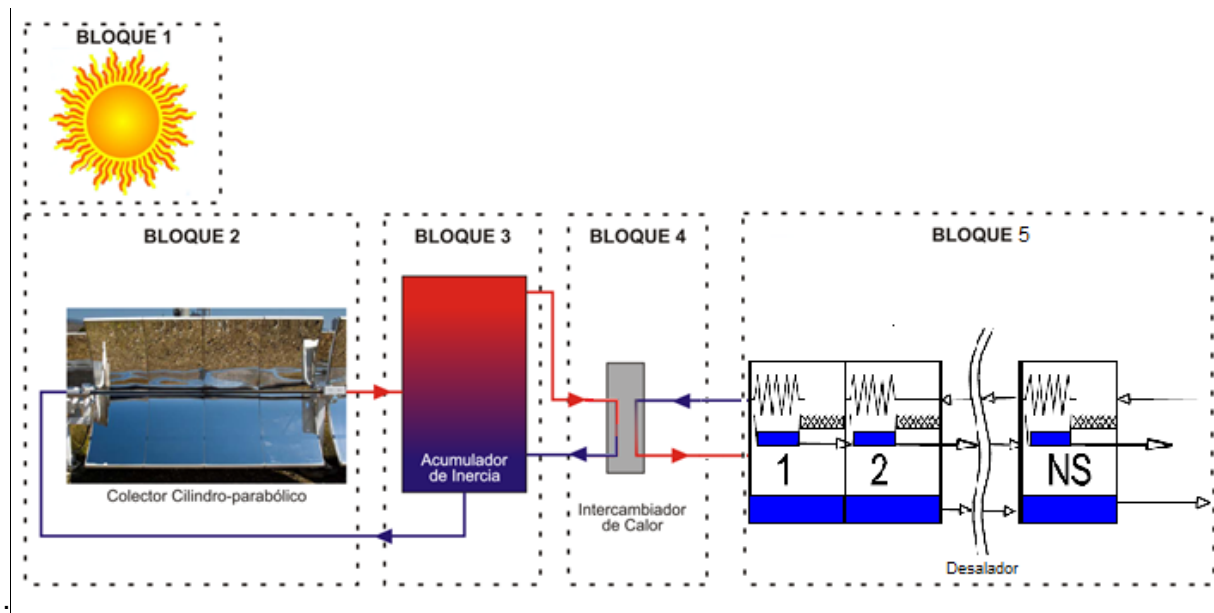 BLOQUE 1
BLOQUE 2
BLOQUE 3
BLOQUE 4
BLOQUE 5
Colector Cilindro-parabólico
Acumulador
de Inercia
Intercambiador
de Calor
1
2
NS
Desalador